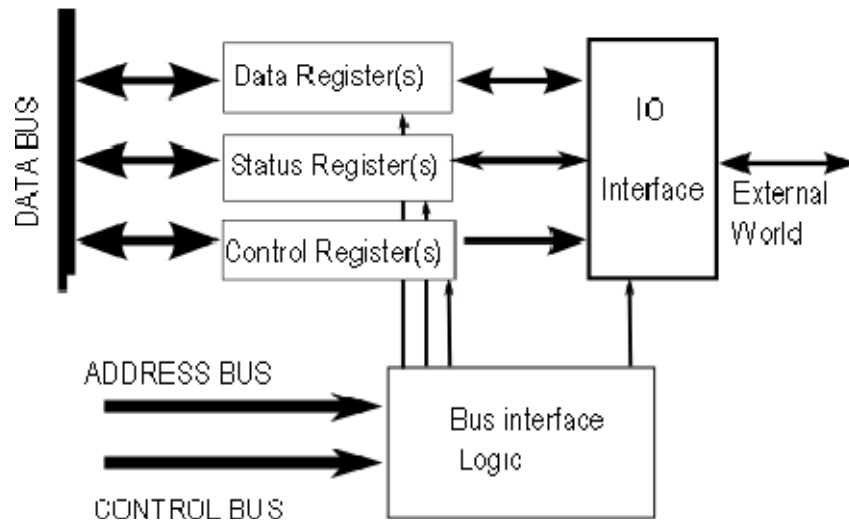 DATA BUS
Data Register(s)
Status Register(s)
Control Register(s)
IO
Interface
External
World
ADDRESS BUS
CONTROL BUS
Bus interface
Logic